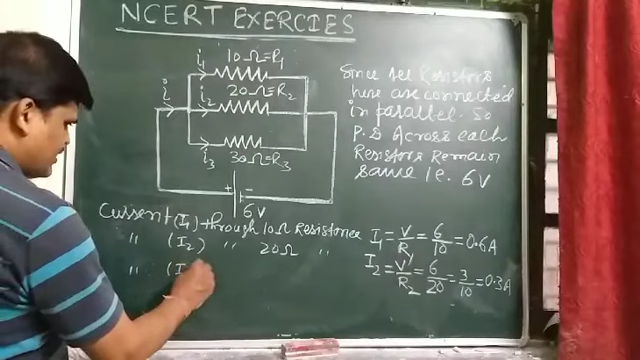 NCERT EXERCIES
i₁ 10Ω=R₁
i
i₂ 20Ω=R₂
i₃ 30Ω=R₃
+ -
6V
Since all Resistors
here are connected
in parallel. So
P.D Across each
Resistors Remain
same i.e. 6V
Current (I₁) through 10Ω Resistance
" (I₂) " 20Ω "
" (I
I₁ = V/R₁ = 6/10 = 0.6A
I₂ = V/R₂ = 6/20 = 3/10 = 0.3A